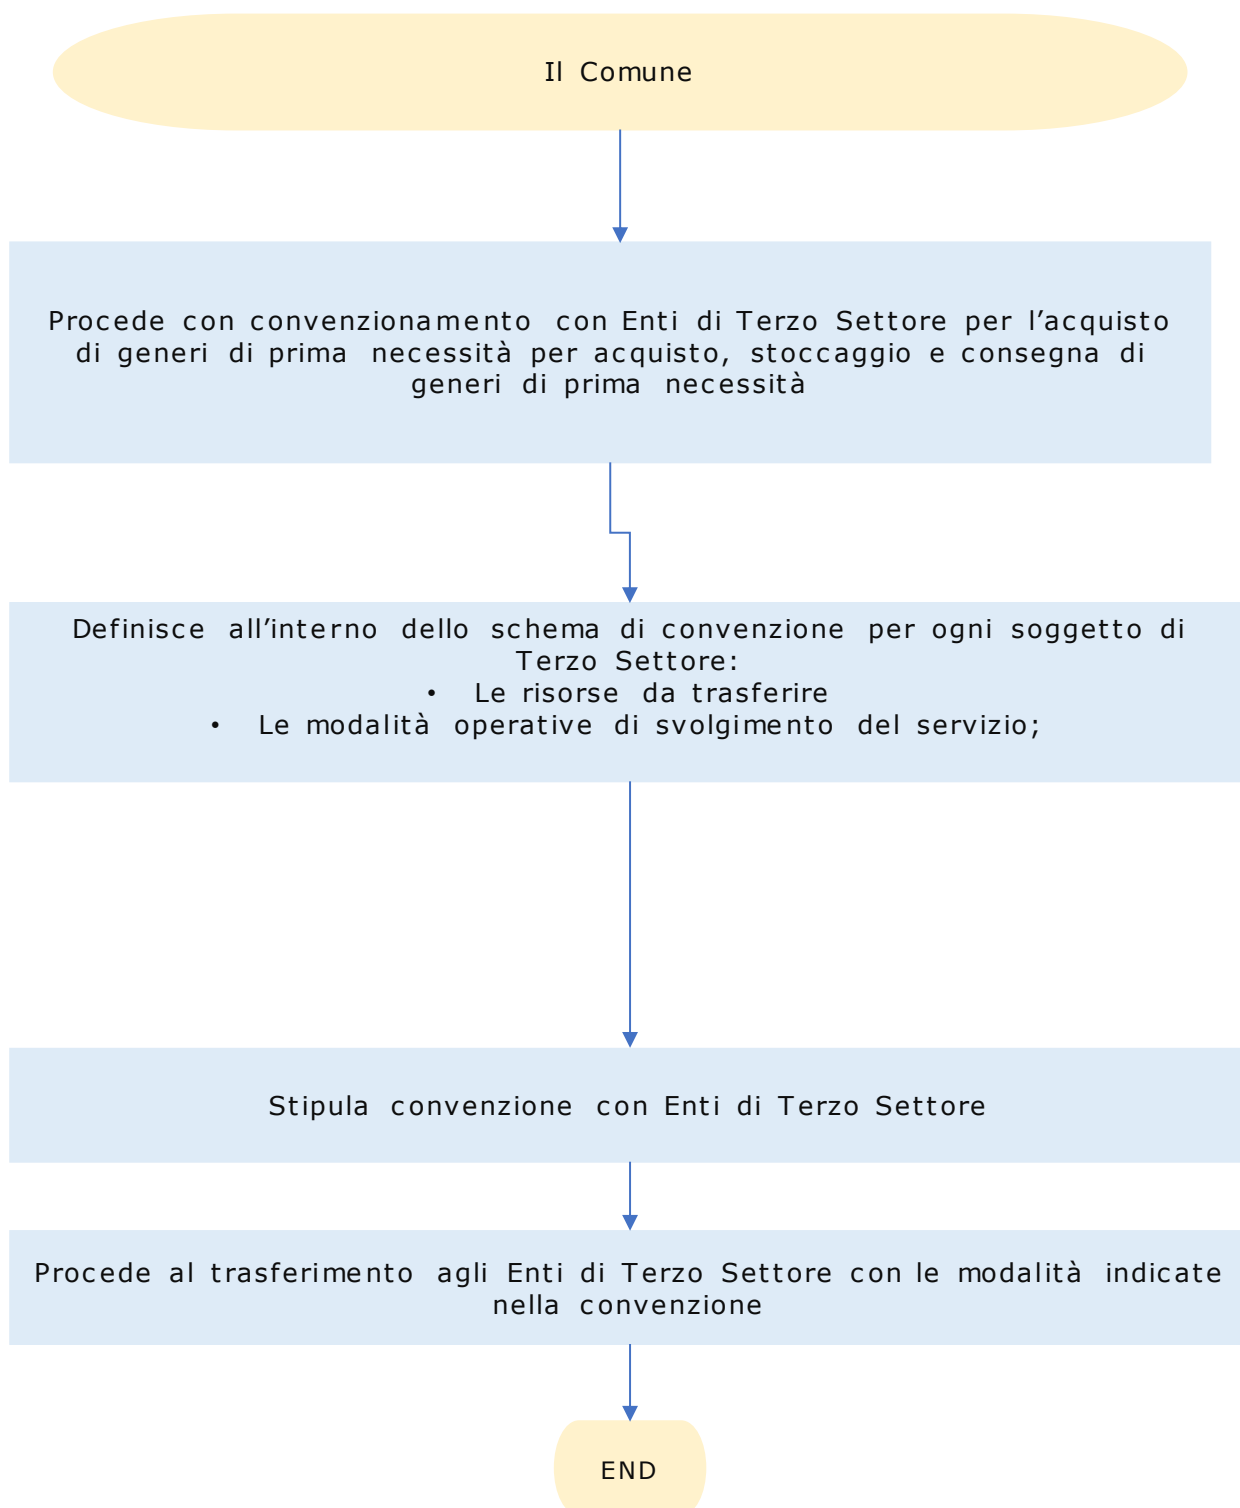 Il Comune
Procede con convenzionamento con Enti di Terzo Settore per l’acquisto
di generi di prima necessità per acquisto, stoccaggio e consegna di
generi di prima necessità
Definisce all’interno dello schema di convenzione per ogni soggetto di
Terzo Settore:
• Le risorse da trasferire
• Le modalità operative di svolgimento del servizio;
Stipula convenzione con Enti di Terzo Settore
Procede al trasferimento agli Enti di Terzo Settore con le modalità indicate
nella convenzione
END